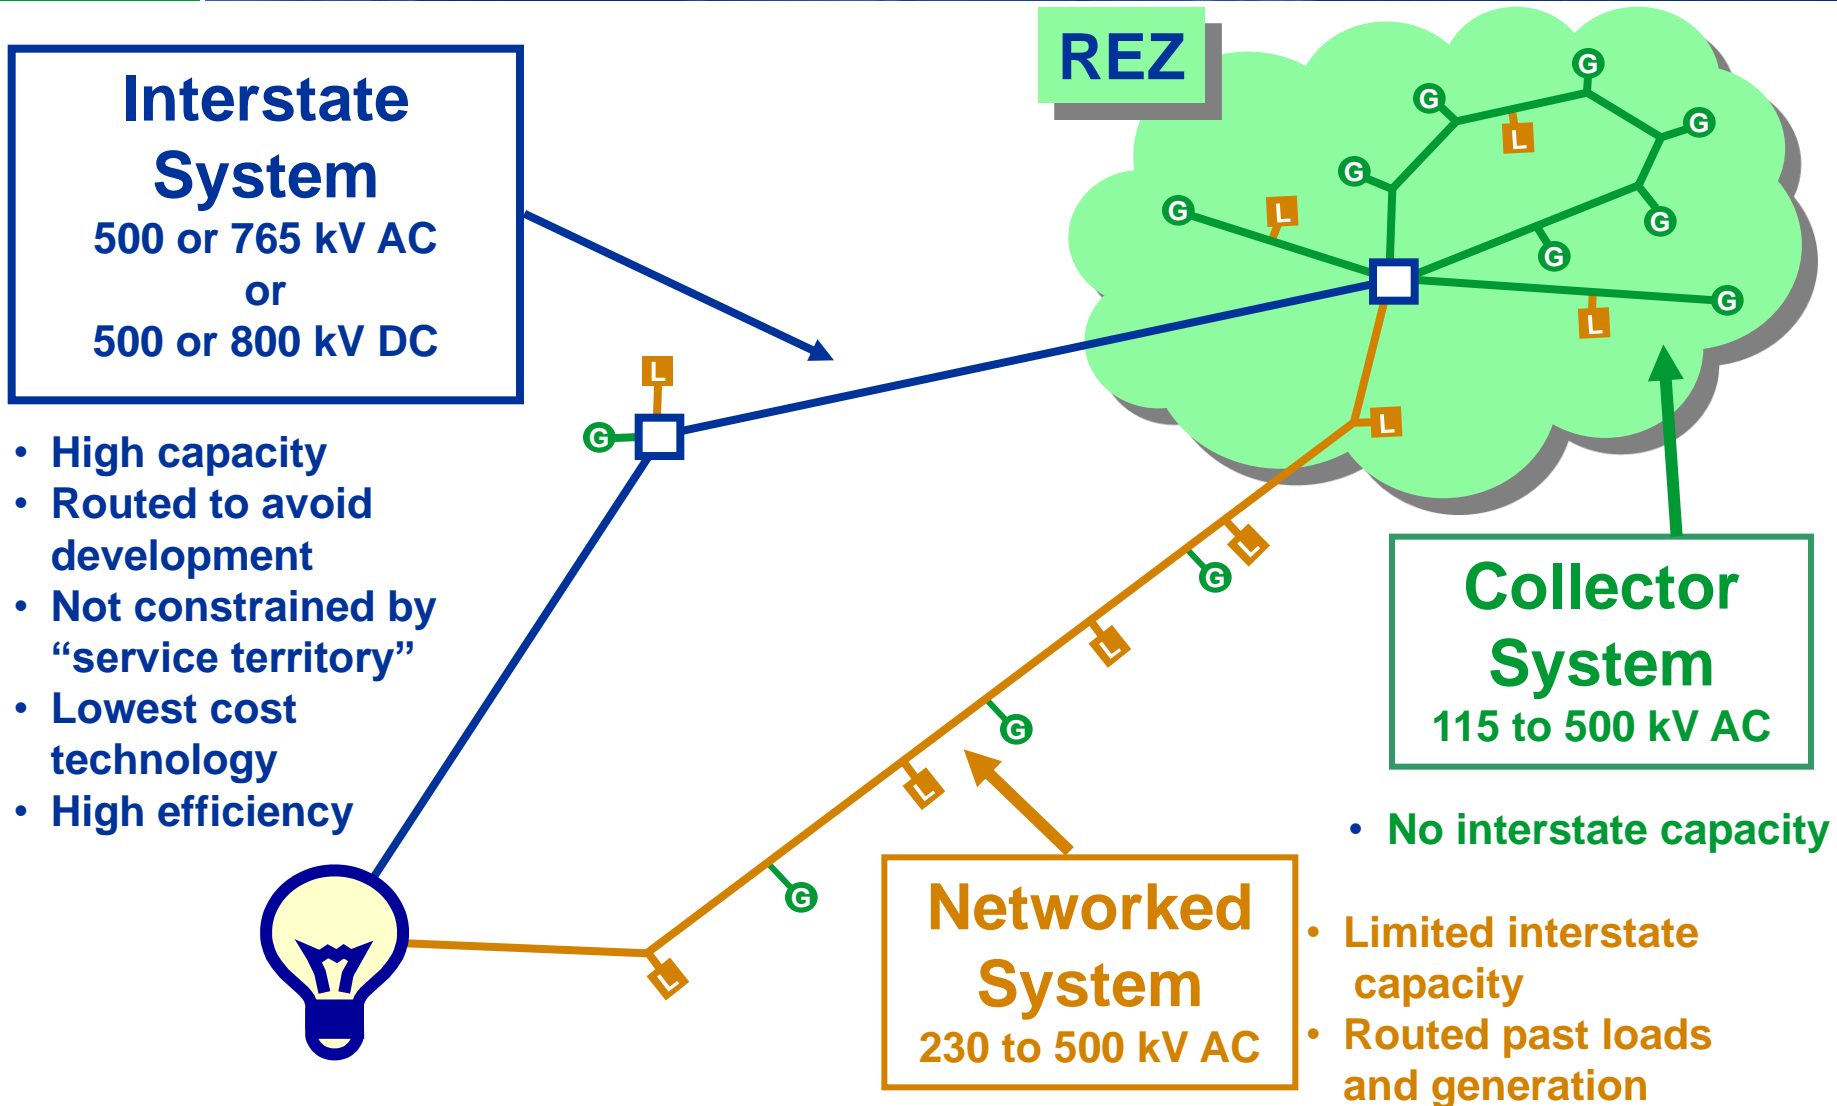 REZ
Interstate
System
500 or 765 kV AC
or
500 or 800 kV DC
• High capacity
• Routed to avoid
development
• Not constrained by
“service territory”
• Lowest cost
technology
• High efficiency
G
G
G
G
L
G
L
G
G
G
G
L
L
L
G
L
G
L
G
L
G
L
Collector
System
115 to 500 kV AC
• No interstate capacity
Networked
System
230 to 500 kV AC
• Limited interstate
capacity
• Routed past loads
and generation